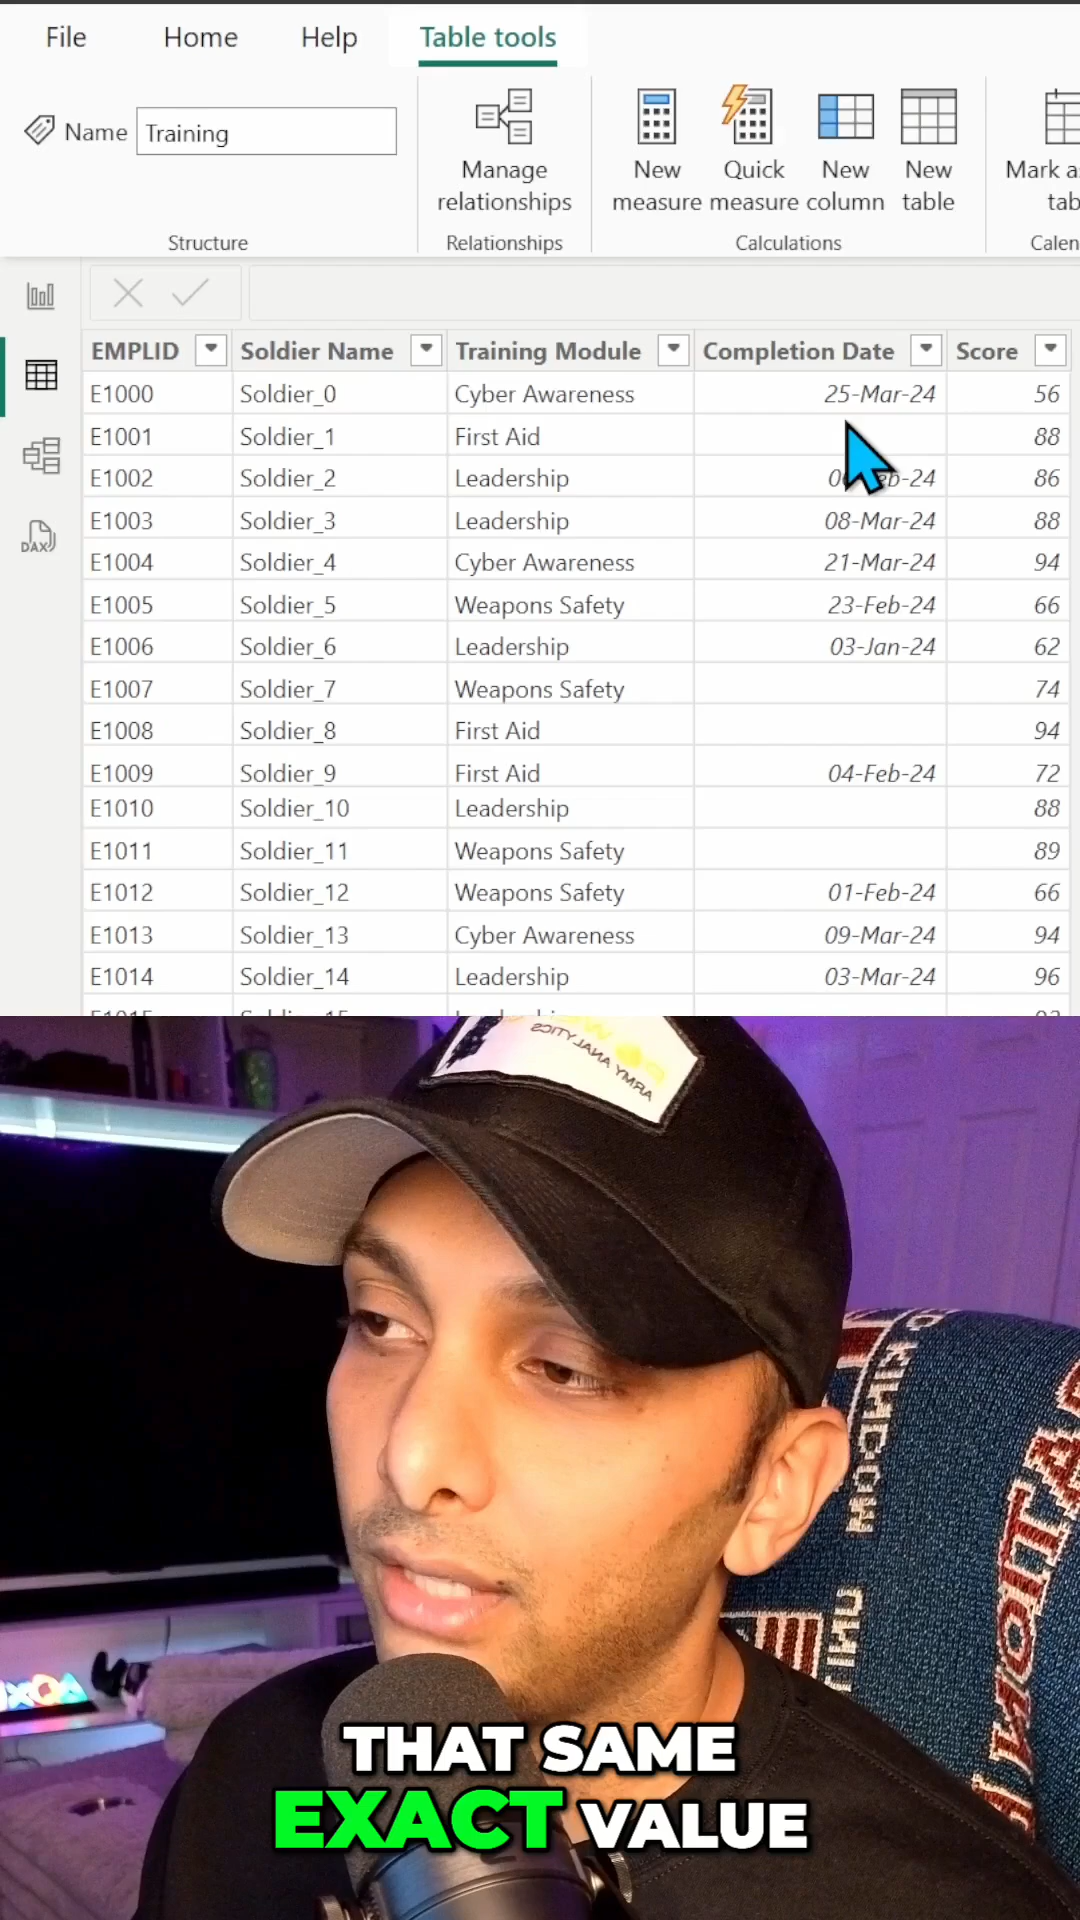 File Home Help Table tools
Name Training
Manage relationships
New measure
Quick measure
New column
New table
Mark as
Structure Relationships Calculations
EMPLID Soldier Name Training Module Completion Date Score
E1000 Soldier_0 Cyber Awareness 25-Mar-24 56
E1001 Soldier_1 First Aid 88
E1002 Soldier_2 Leadership 86
E1003 Soldier_3 Leadership 08-Mar-24 88
E1004 Soldier_4 Cyber Awareness 21-Mar-24 94
E1005 Soldier_5 Weapons Safety 23-Feb-24 66
E1006 Soldier_6 Leadership 03-Jan-24 62
E1007 Soldier_7 Weapons Safety 74
E1008 Soldier_8 First Aid 94
E1009 Soldier_9 First Aid 04-Feb-24 72
E1010 Soldier_10 Leadership 88
E1011 Soldier_11 Weapons Safety 89
E1012 Soldier_12 Weapons Safety 01-Feb-24 66
E1013 Soldier_13 Cyber Awareness 09-Mar-24 94
E1014 Soldier_14 Leadership 03-Mar-24 96
DAX
ARMY ANALYTICS
THAT SAME
EXACT VALUE